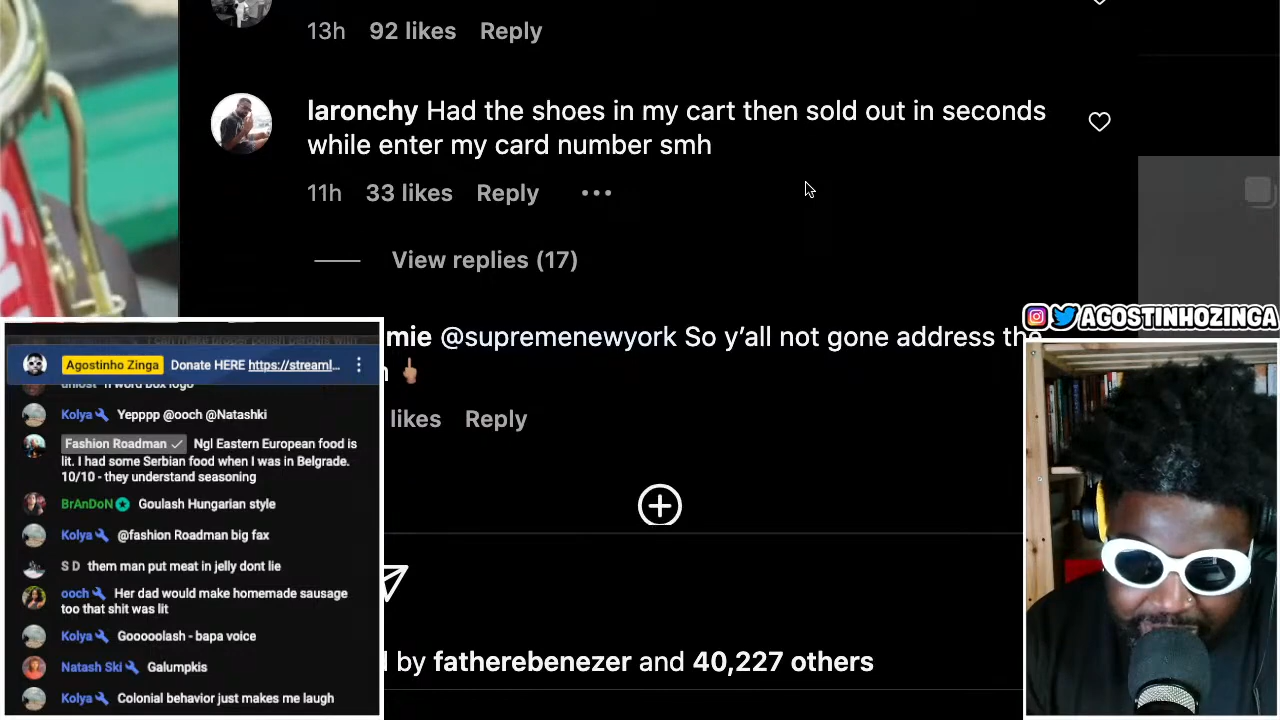 13h 92 likes Reply
laronchy Had the shoes in my cart then sold out in seconds
while enter my card number smh
11h 33 likes Reply •••
View replies (17)
mie @supremenewyork So y’all not gone address the
likes Reply
by fatherebenezer and 40,227 others
Agostinho Zinga Donate HERE https://streaml...
Kolya Yepppp @ooch @Natashki
Fashion Roadman Ngl Eastern European food is
lit. I had some Serbian food when I was in Belgrade.
10/10 - they understand seasoning
BrAnDoN Goulash Hungarian style
Kolya @fashion Roadman big fax
S D them man put meat in jelly dont lie
ooch Her dad would make homemade sausage
too that shit was lit
Kolya Gooooolash - bapa voice
Natash Ski Galumpkis
Kolya Colonial behavior just makes me laugh
AGOSTINHOZINGA